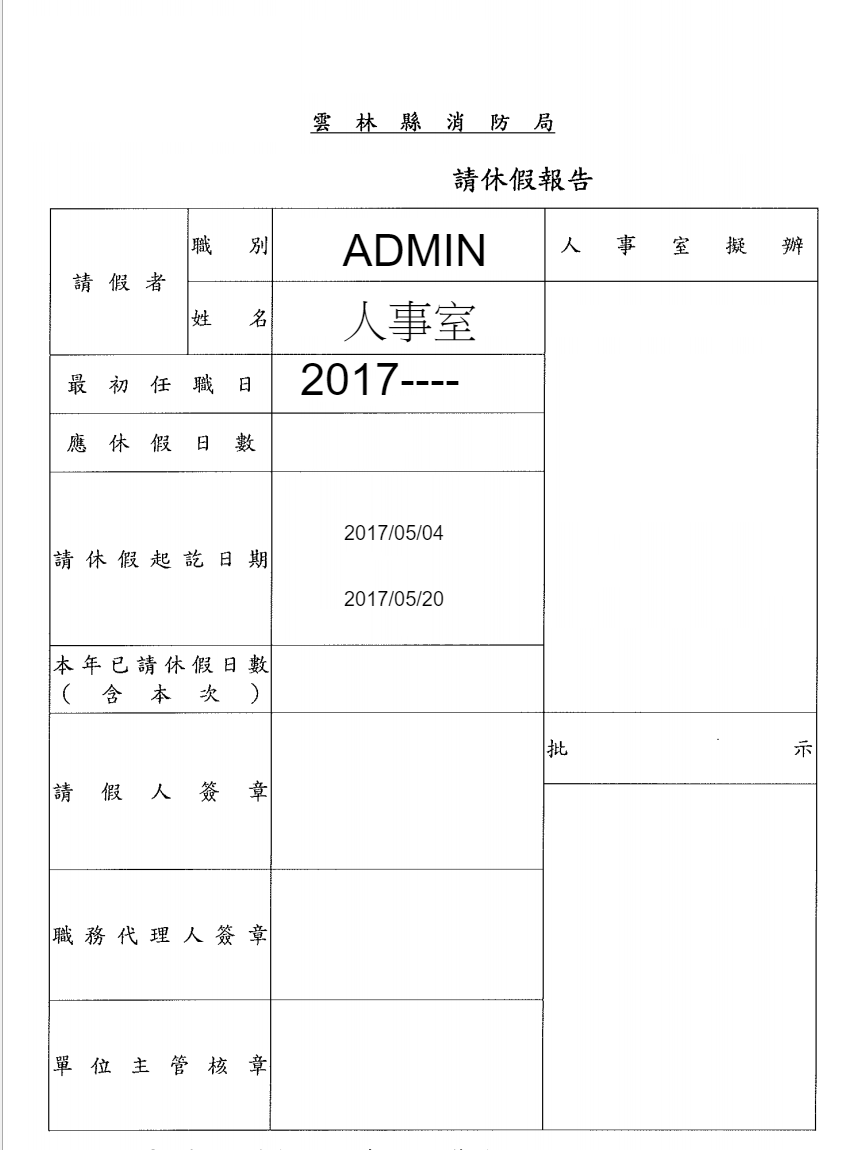 雲林縣消防局
請休假報告
請假者
職別
ADMIN
人事室擬辦
姓名
人事室
最初任職日
2017----
應休假日數
請休假起訖日期
2017/05/04
2017/05/20
本年已請休假日數
(含本次)
請假人簽章
批示
職務代理人簽章
單位主管核章